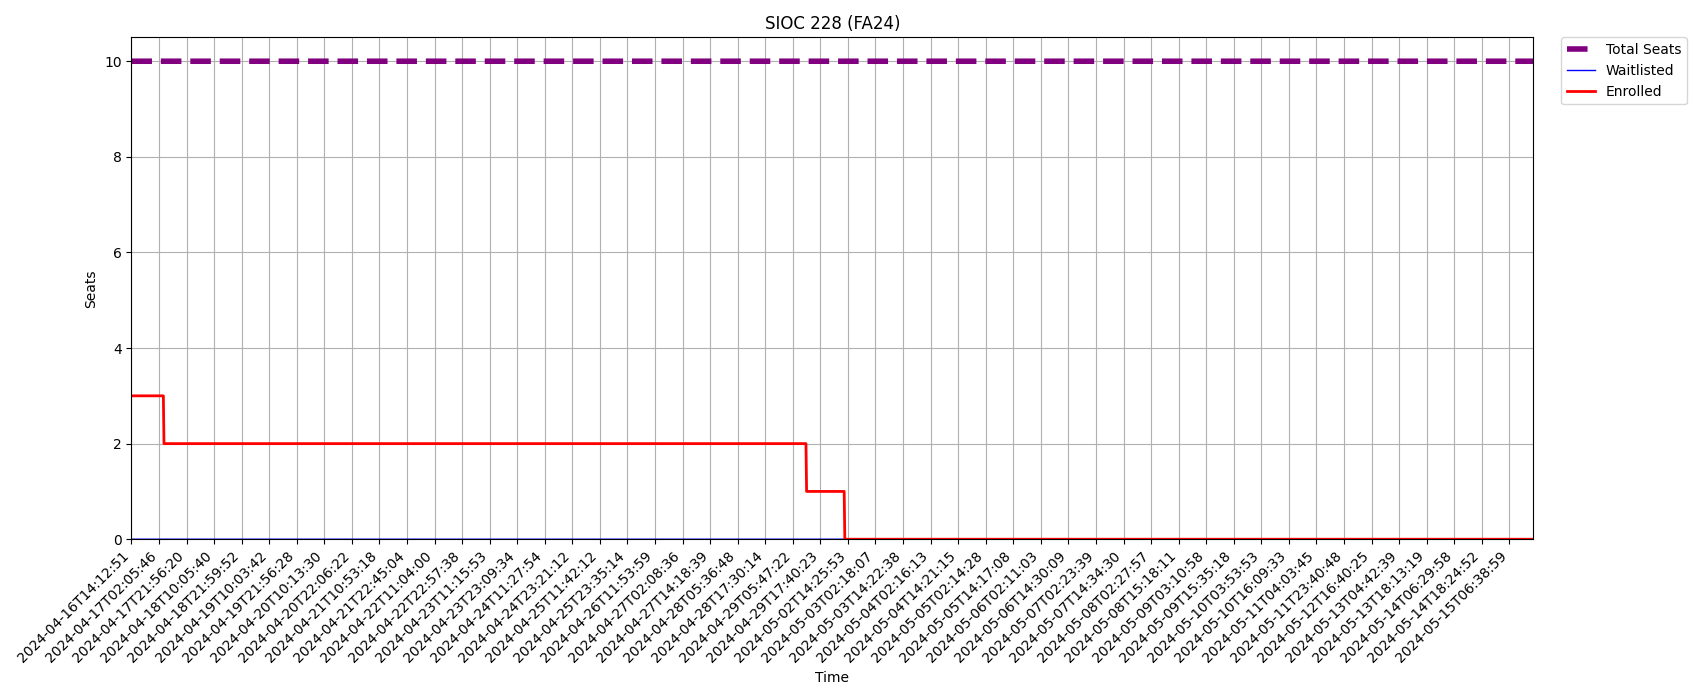 SIOC 228 (FA24)
Total Seats
Waitlisted
Enrolled
10
8
6
4
2
0
Seats
2024-04-16T14:12:51
2024-04-17T02:05:46
2024-04-17T21:56:20
2024-04-18T10:05:40
2024-04-18T21:59:52
2024-04-19T10:03:42
2024-04-19T21:56:28
2024-04-20T10:13:30
2024-04-20T22:06:22
2024-04-21T10:53:18
2024-04-21T22:45:04
2024-04-22T11:04:00
2024-04-22T22:57:38
2024-04-23T11:15:53
2024-04-23T23:09:34
2024-04-24T11:27:54
2024-04-24T23:21:12
2024-04-25T11:42:12
2024-04-25T23:35:14
2024-04-26T11:53:59
2024-04-27T02:08:36
2024-04-27T14:18:39
2024-04-28T05:36:48
2024-04-28T17:30:14
2024-04-29T05:47:22
2024-04-29T17:40:23
2024-05-02T14:25:53
2024-05-03T02:18:07
2024-05-03T14:22:38
2024-05-04T02:16:13
2024-05-04T14:21:15
2024-05-05T02:14:28
2024-05-05T14:17:08
2024-05-06T02:11:03
2024-05-06T14:30:09
2024-05-07T02:23:39
2024-05-07T14:34:30
2024-05-08T02:27:57
2024-05-08T15:18:11
2024-05-09T03:10:58
2024-05-09T15:35:18
2024-05-10T03:53:53
2024-05-10T16:09:33
2024-05-11T04:03:45
2024-05-11T23:40:48
2024-05-12T16:40:25
2024-05-13T04:42:39
2024-05-13T18:13:19
2024-05-14T06:29:58
2024-05-14T18:24:52
2024-05-15T06:38:59
Time